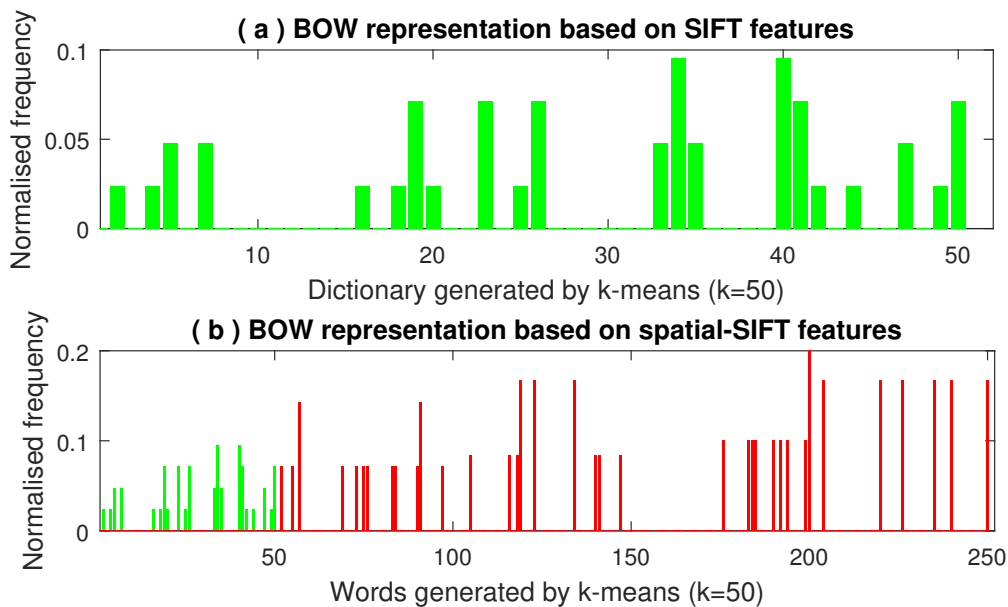 ( a ) BOW representation based on SIFT features
Normalised frequency
0.1
0.05
0
10 20 30 40 50
Dictionary generated by k-means (k=50)
( b ) BOW representation based on spatial-SIFT features
Normalised frequency
0.2
0.1
0
50 100 150 200 250
Words generated by k-means (k=50)